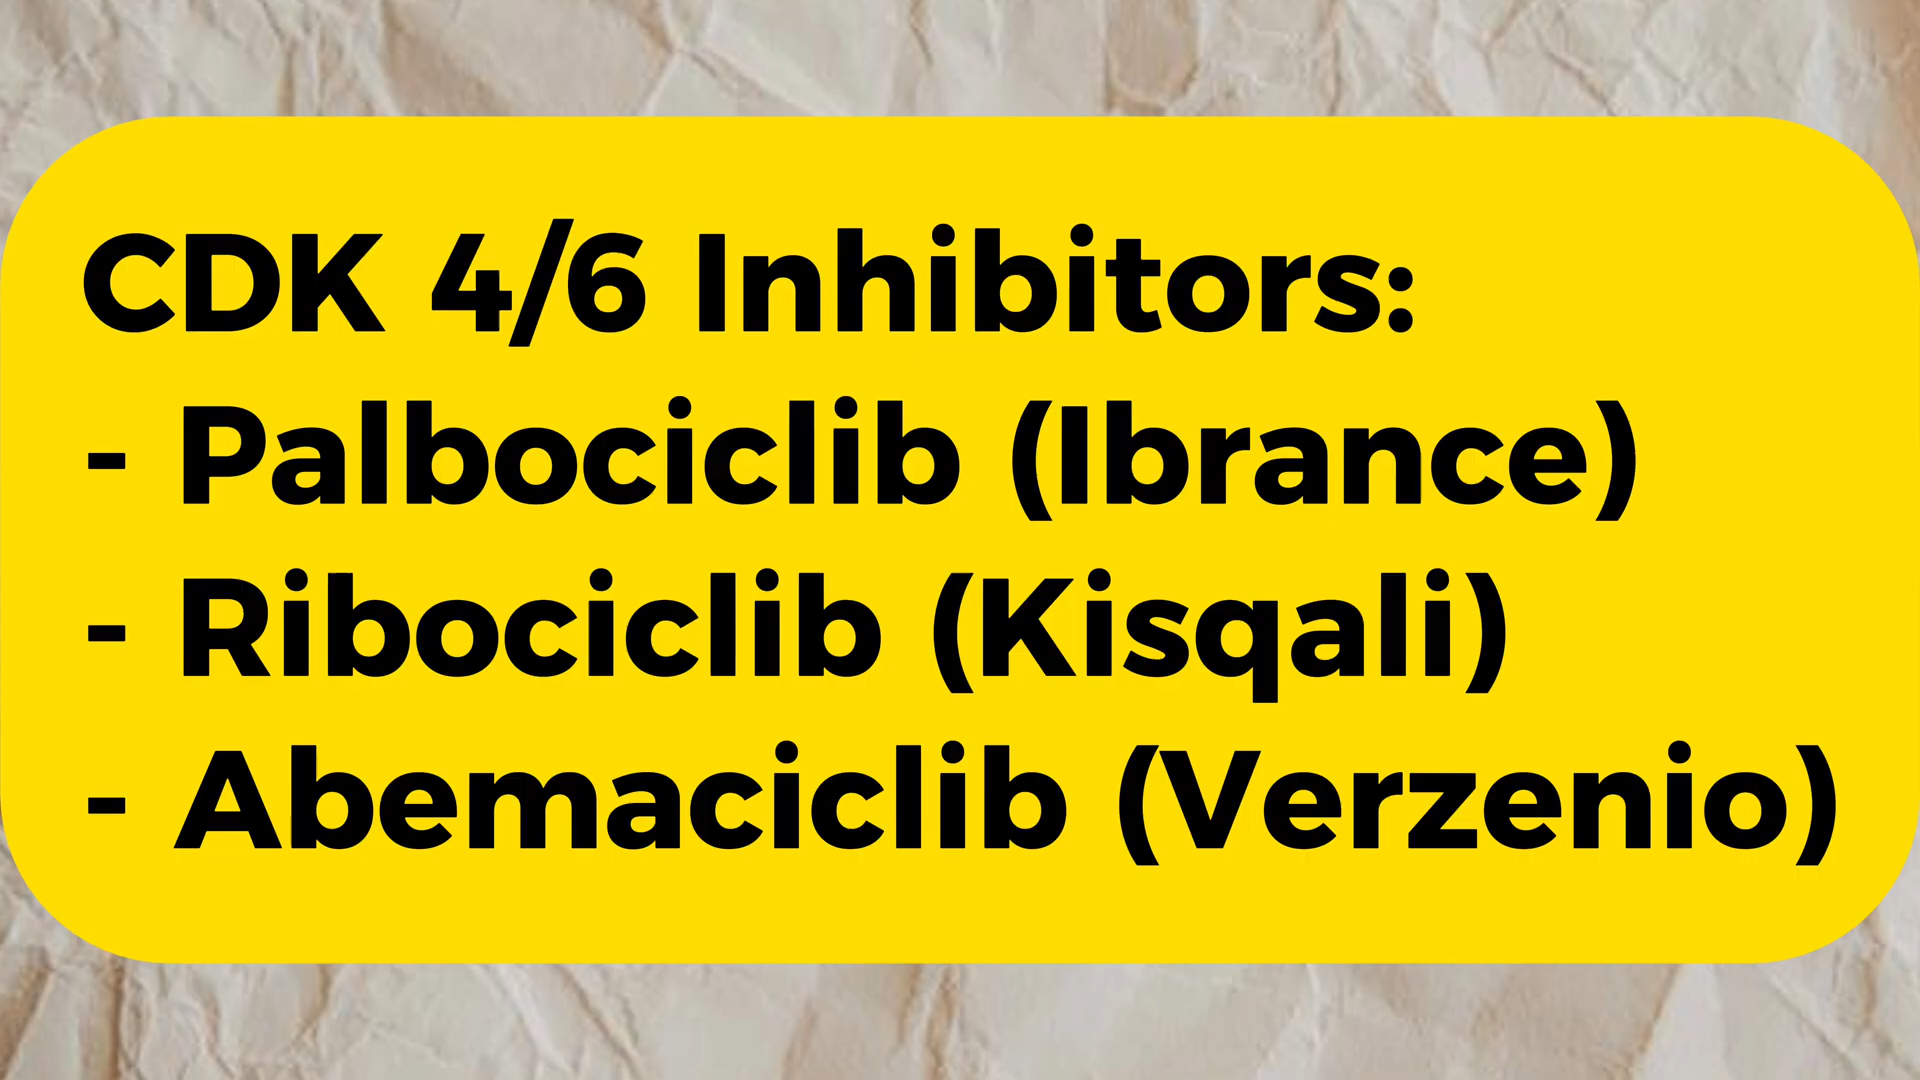 CDK 4/6 Inhibitors:
- Palbociclib (Ibrance)
- Ribociclib (Kisqali)
- Abemaciclib (Verzenio)